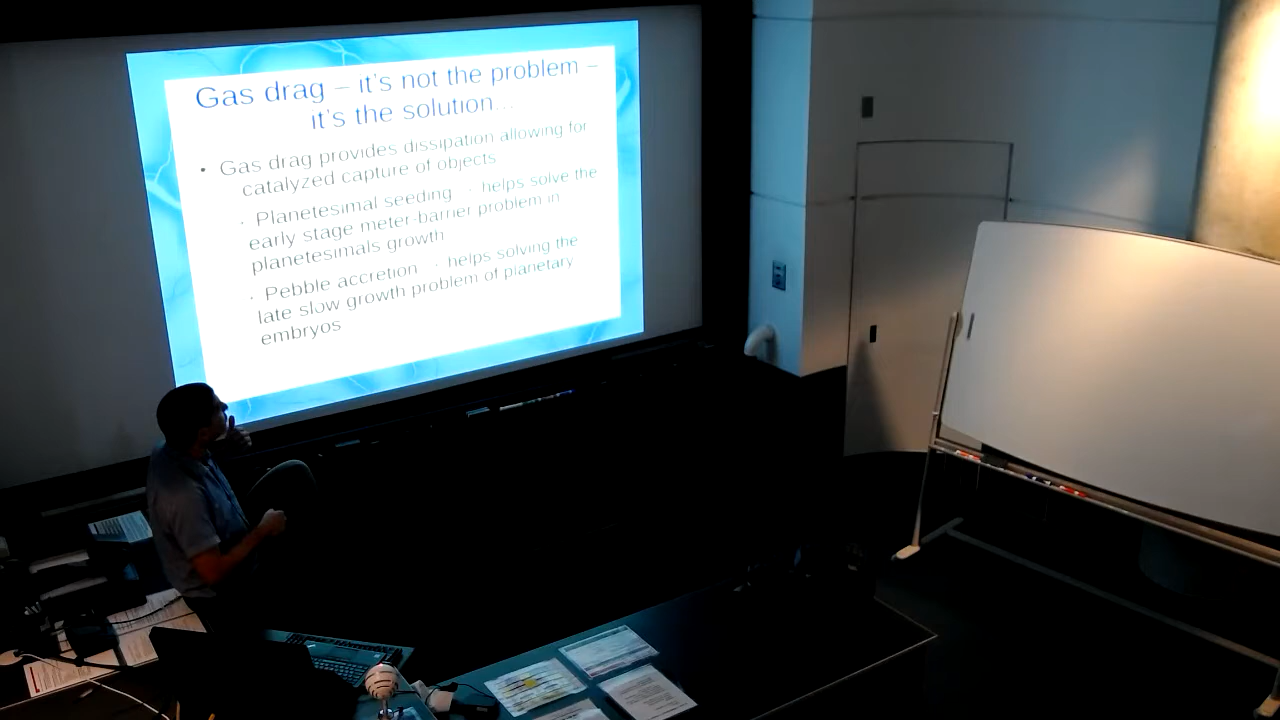 Gas drag – it's not the problem –
it's the solution...
• Gas drag provides dissipation allowing for
catalyzed capture of objects
· Planetesimal seeding · helps solve the
early stage meter-barrier problem in
planetesimals growth
· Pebble accretion · helps solving the
late slow growth problem of planetary
embryos